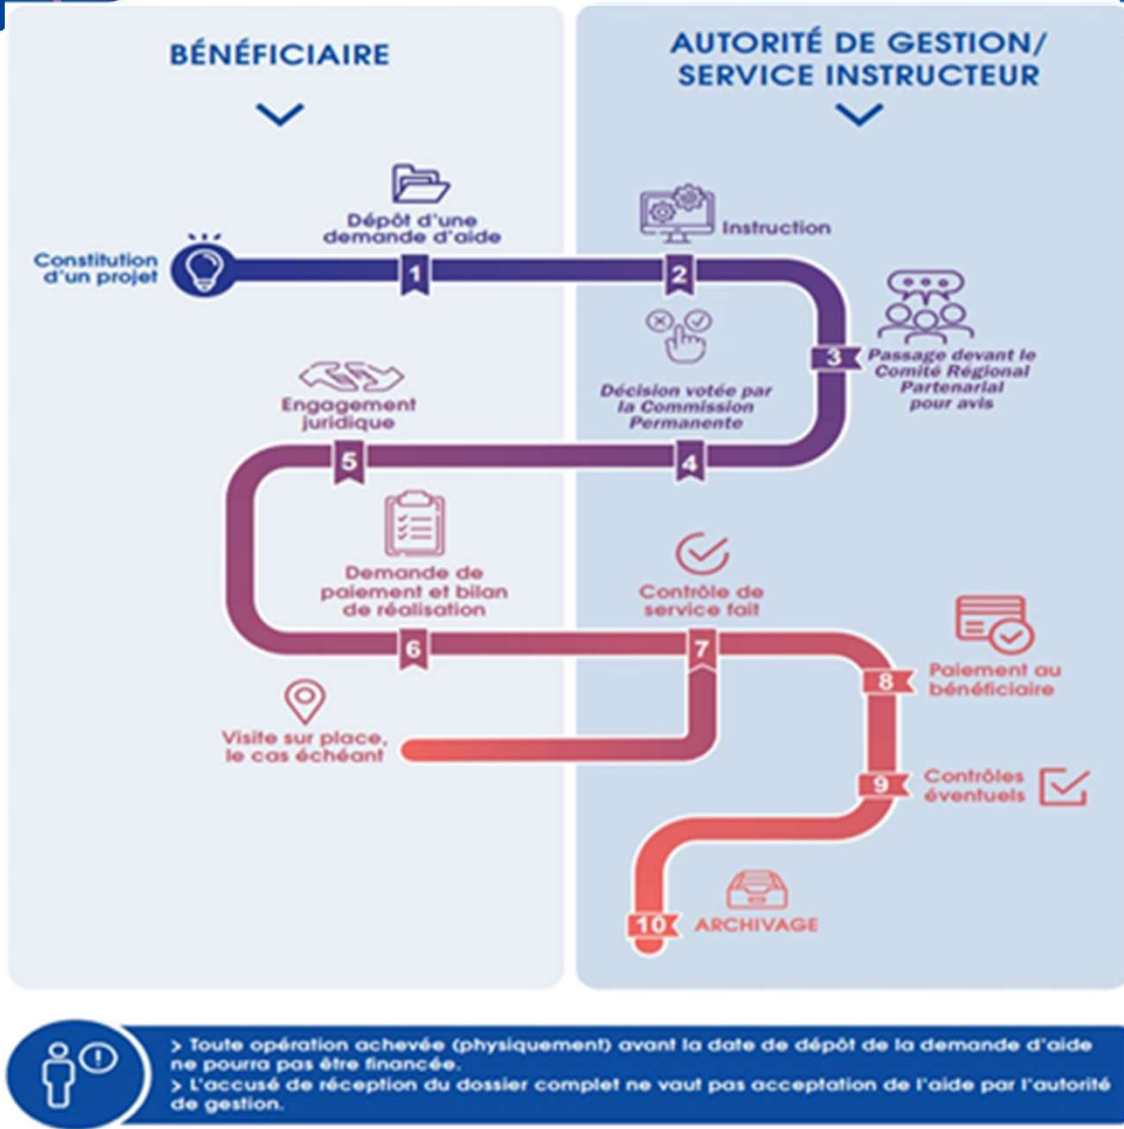 BÉNÉFICIAIRE
AUTORITÉ DE GESTION/
SERVICE INSTRUCTEUR
Constitution
d'un projet
Dépôt d'une
demande d'aide
1
Instruction
2
3
Passage devant le
Comité Régional
Partenarial
pour avis
Décision votée par
la Commission
Permanente
4
Engagement
juridique
5
Demande de
paiement et bilan
de réalisation
6
Contrôle de
service fait
7
Visite sur place,
le cas échéant
8
Paiement au
bénéficiaire
9
Contrôles
éventuels
10
ARCHIVAGE
> Toute opération achevée (physiquement) avant la date de dépôt de la demande d'aide
ne pourra pas être financée.
> L'accusé de réception du dossier complet ne vaut pas acceptation de l'aide par l'autorité
de gestion.